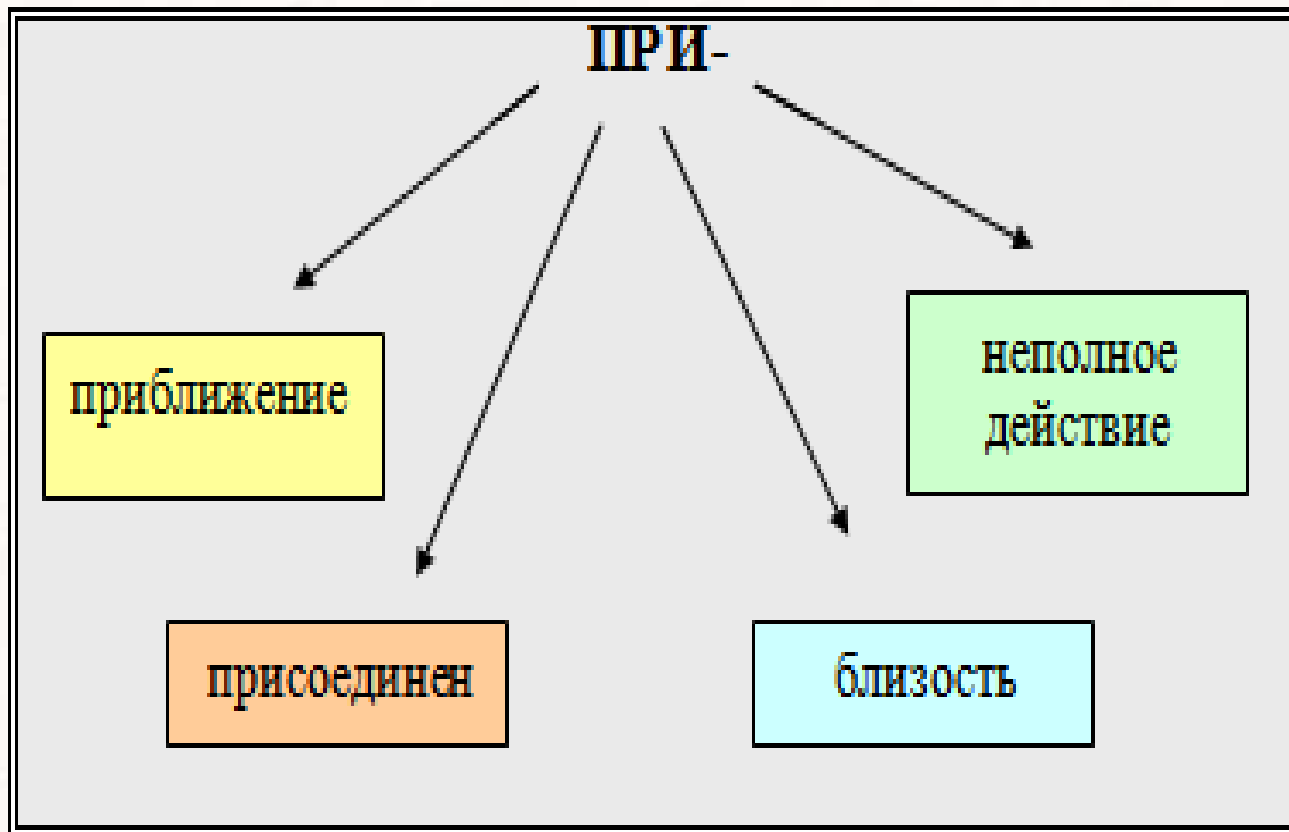 ПРИ-
приближение
неполное
действие
присоединен
близость